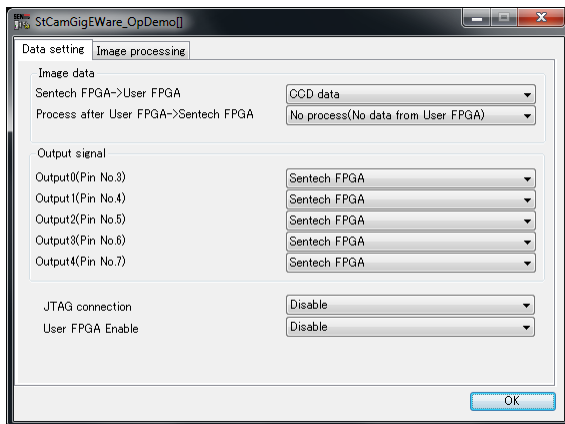 StCamGigEWare_OpDemo[]
Data setting Image processing
Image data
Sentech FPGA->User FPGA CCD data
Process after User FPGA->Sentech FPGA No process(No data from User FPGA)
Output signal
Output0(Pin No.3) Sentech FPGA
Output1(Pin No.4) Sentech FPGA
Output2(Pin No.5) Sentech FPGA
Output3(Pin No.6) Sentech FPGA
Output4(Pin No.7) Sentech FPGA
JTAG connection Disable
User FPGA Enable Disable
OK